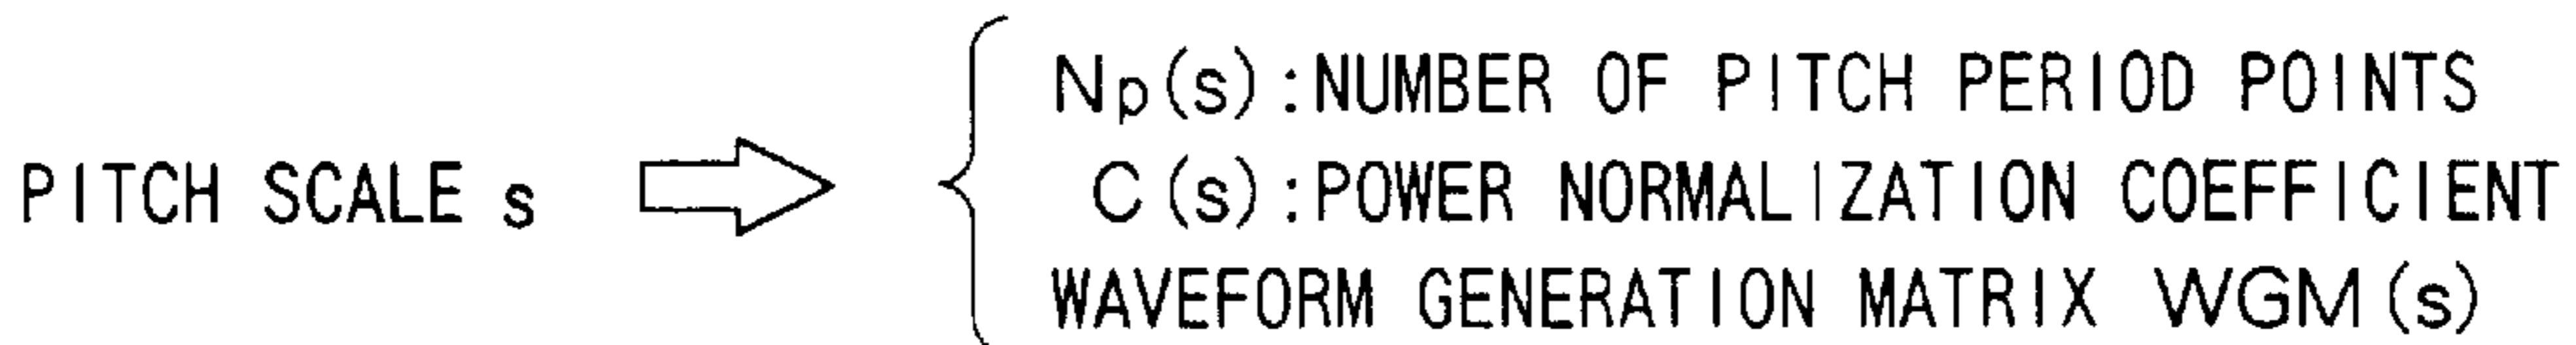 Np(s):NUMBER OF PITCH PERIOD POINTS
PITCH SCALE s
C(s):POWER NORMALIZATION COEFFICIENT
WAVEFORM GENERATION MATRIX WGM(s)